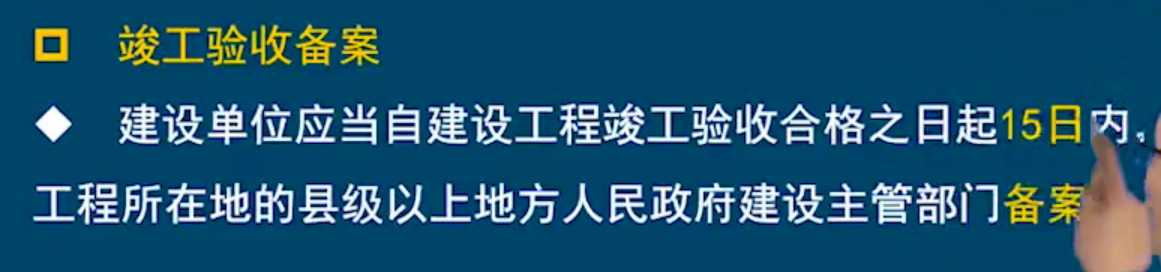 竣工验收备案
建设单位应当自建设工程竣工验收合格之日起15日内，
工程所在地的县级以上地方人民政府建设主管部门备案